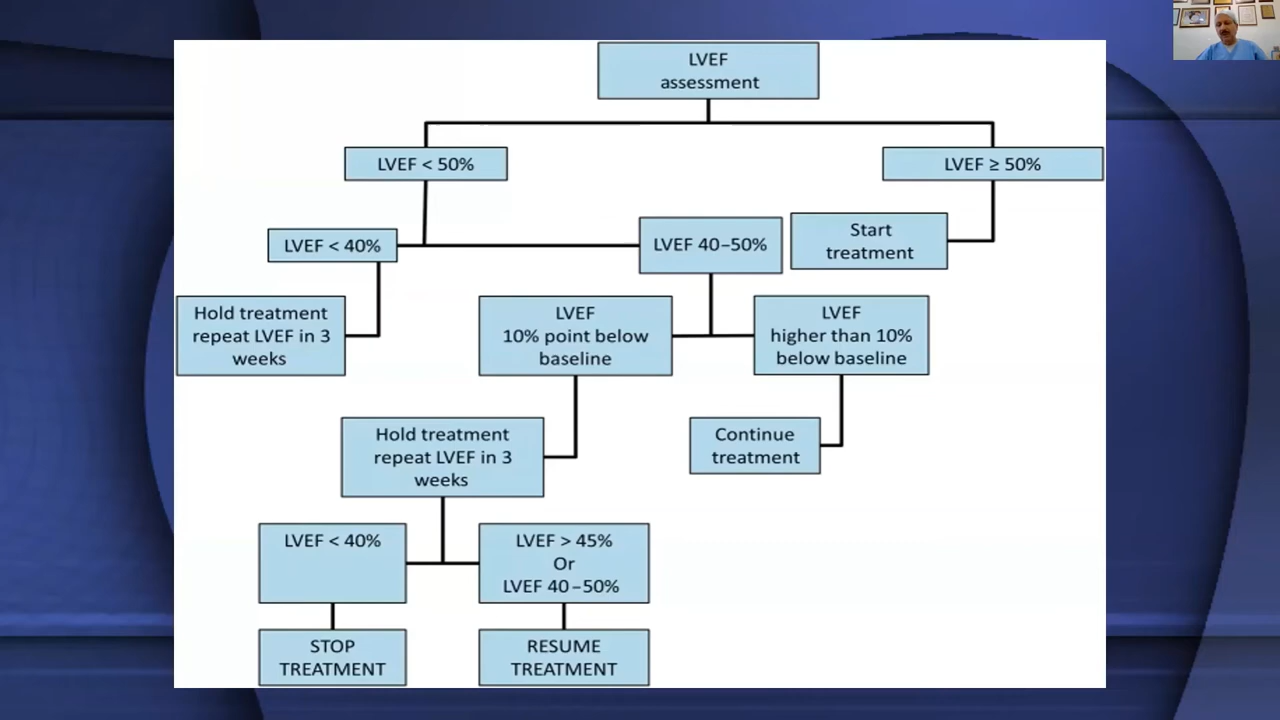 LVEF
assessment
LVEF < 50%
LVEF ≥ 50%
LVEF < 40%
LVEF 40–50%
Start
treatment
Hold treatment
repeat LVEF in 3
weeks
LVEF
10% point below
baseline
LVEF
higher than 10%
below baseline
Hold treatment
repeat LVEF in 3
weeks
Continue
treatment
LVEF < 40%
LVEF > 45%
Or
LVEF 40–50%
STOP
TREATMENT
RESUME
TREATMENT